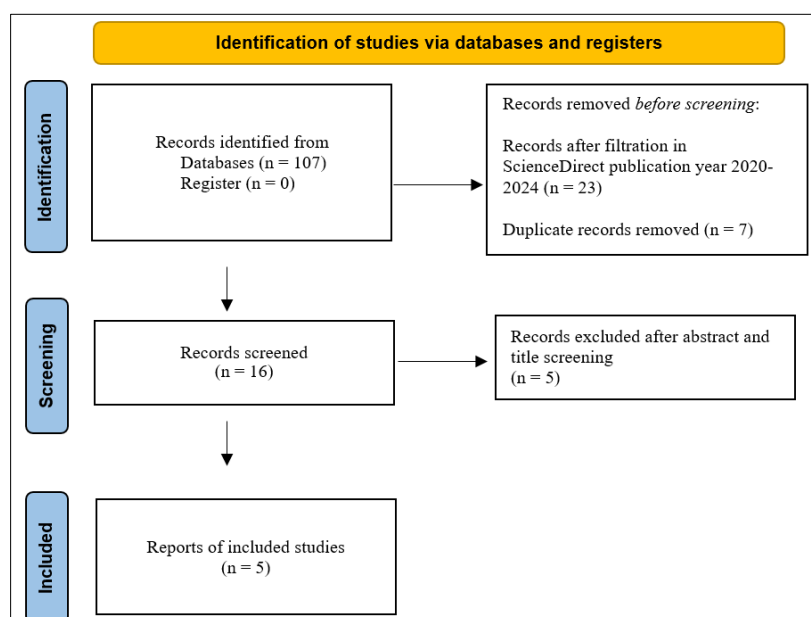 Identification of studies via databases and registers
Identification
Records identified from
Databases (n = 107)
Register (n = 0)
Records removed before screening:
Records after filtration in
ScienceDirect publication year 2020-
2024 (n = 23)
Duplicate records removed (n = 7)
Screening
Records screened
(n = 16)
Records excluded after abstract and
title screening
(n = 5)
Included
Reports of included studies
(n = 5)